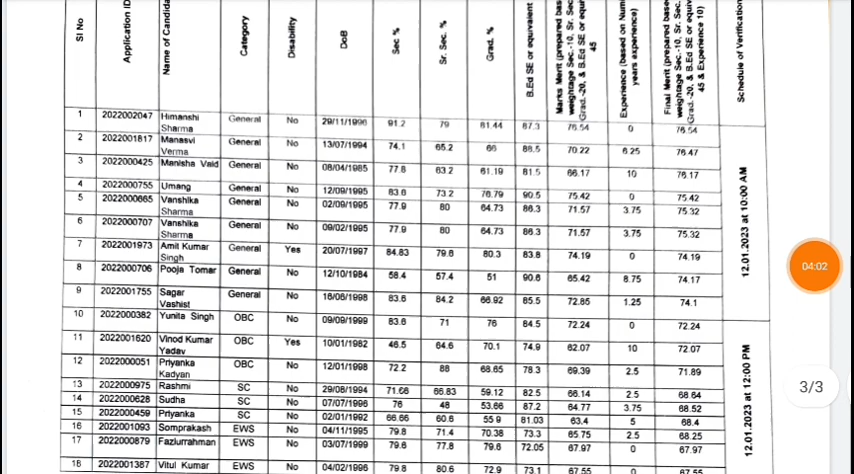 Sl No Application ID Name of Candida Category Disability DoB Sec % Sr. Sec. % Grad. % B.Ed SE or equivalent Marks Merit (prepared bas weightage Sec.-10, Sr. Sec Grad.-20, & B.Ed SE or equi 45 Experience (based on Num years experience) Final Merit (prepared base weightage Sec.-10, Sr. Sec. Grad.-20, & B.Ed SE or equiv 45 & Experience 10) Schedule of Verification
1 2022002047 Himanshi Sharma General No 29/11/1996 81.2 79 81.44 87.3 76.54 0 76.54
2 2022001817 Manasvi Verma General No 13/07/1994 74.1 65.2 66 88.5 70.22 6.25 76.47
3 2022000425 Manisha Vaid General No 08/04/1985 77.8 63.2 61.19 81.5 66.17 10 76.17
4 2022000755 Umang General No 12/09/1995 83.6 73.2 76.79 90.5 75.42 0 75.42
5 2022000665 Vanshika Sharma General No 02/09/1995 77.9 80 64.73 86.3 71.57 3.75 75.32
6 2022000707 Vanshika Sharma General No 09/02/1995 77.9 80 64.73 86.3 71.57 3.75 75.32
7 2022001973 Amit Kumar Singh General Yes 20/07/1997 84.83 79.8 80.3 83.8 74.19 0 74.19
8 2022000706 Pooja Tomar General No 12/10/1984 58.4 57.4 51 90.6 65.42 8.75 74.17
9 2022001755 Sagar Vashist General No 16/06/1998 83.6 84.2 66.92 85.5 72.85 1.25 74.1
12.01.2023 at 10:00 AM
10 2022000382 Yunita Singh OBC No 09/09/1999 83.6 71 76 84.5 72.24 0 72.24
11 2022001620 Vinod Kumar Yadav OBC Yes 10/01/1982 46.5 64.6 70.1 74.9 62.07 10 72.07
12 2022000051 Priyanka Kadyan OBC No 12/01/1998 72.2 88 68.65 78.3 69.39 2.5 71.89
13 2022000975 Rashmi SC No 29/08/1994 71.66 66.83 59.12 82.5 66.14 2.5 68.64
14 2022000628 Sudha SC No 07/07/1996 76 48 53.66 87.2 64.77 3.75 68.52
15 2022000459 Priyanka SC No 02/01/1992 66.66 60.6 55.9 81.03 63.4 5 68.4
16 2022001093 Somprakash EWS No 04/11/1995 79.8 71.4 70.38 73.3 65.75 2.5 68.25
17 2022000879 Fazlurrahman EWS No 03/07/1999 79.6 77.8 79.6 72.05 67.97 0 67.97
18 2022001387 Vitul Kumar EWS No 04/02/1996 79.8 80.6 72.9 73.1 67.55 0 67.55
12.01.2023 at 12:00 PM
04:02
3/3